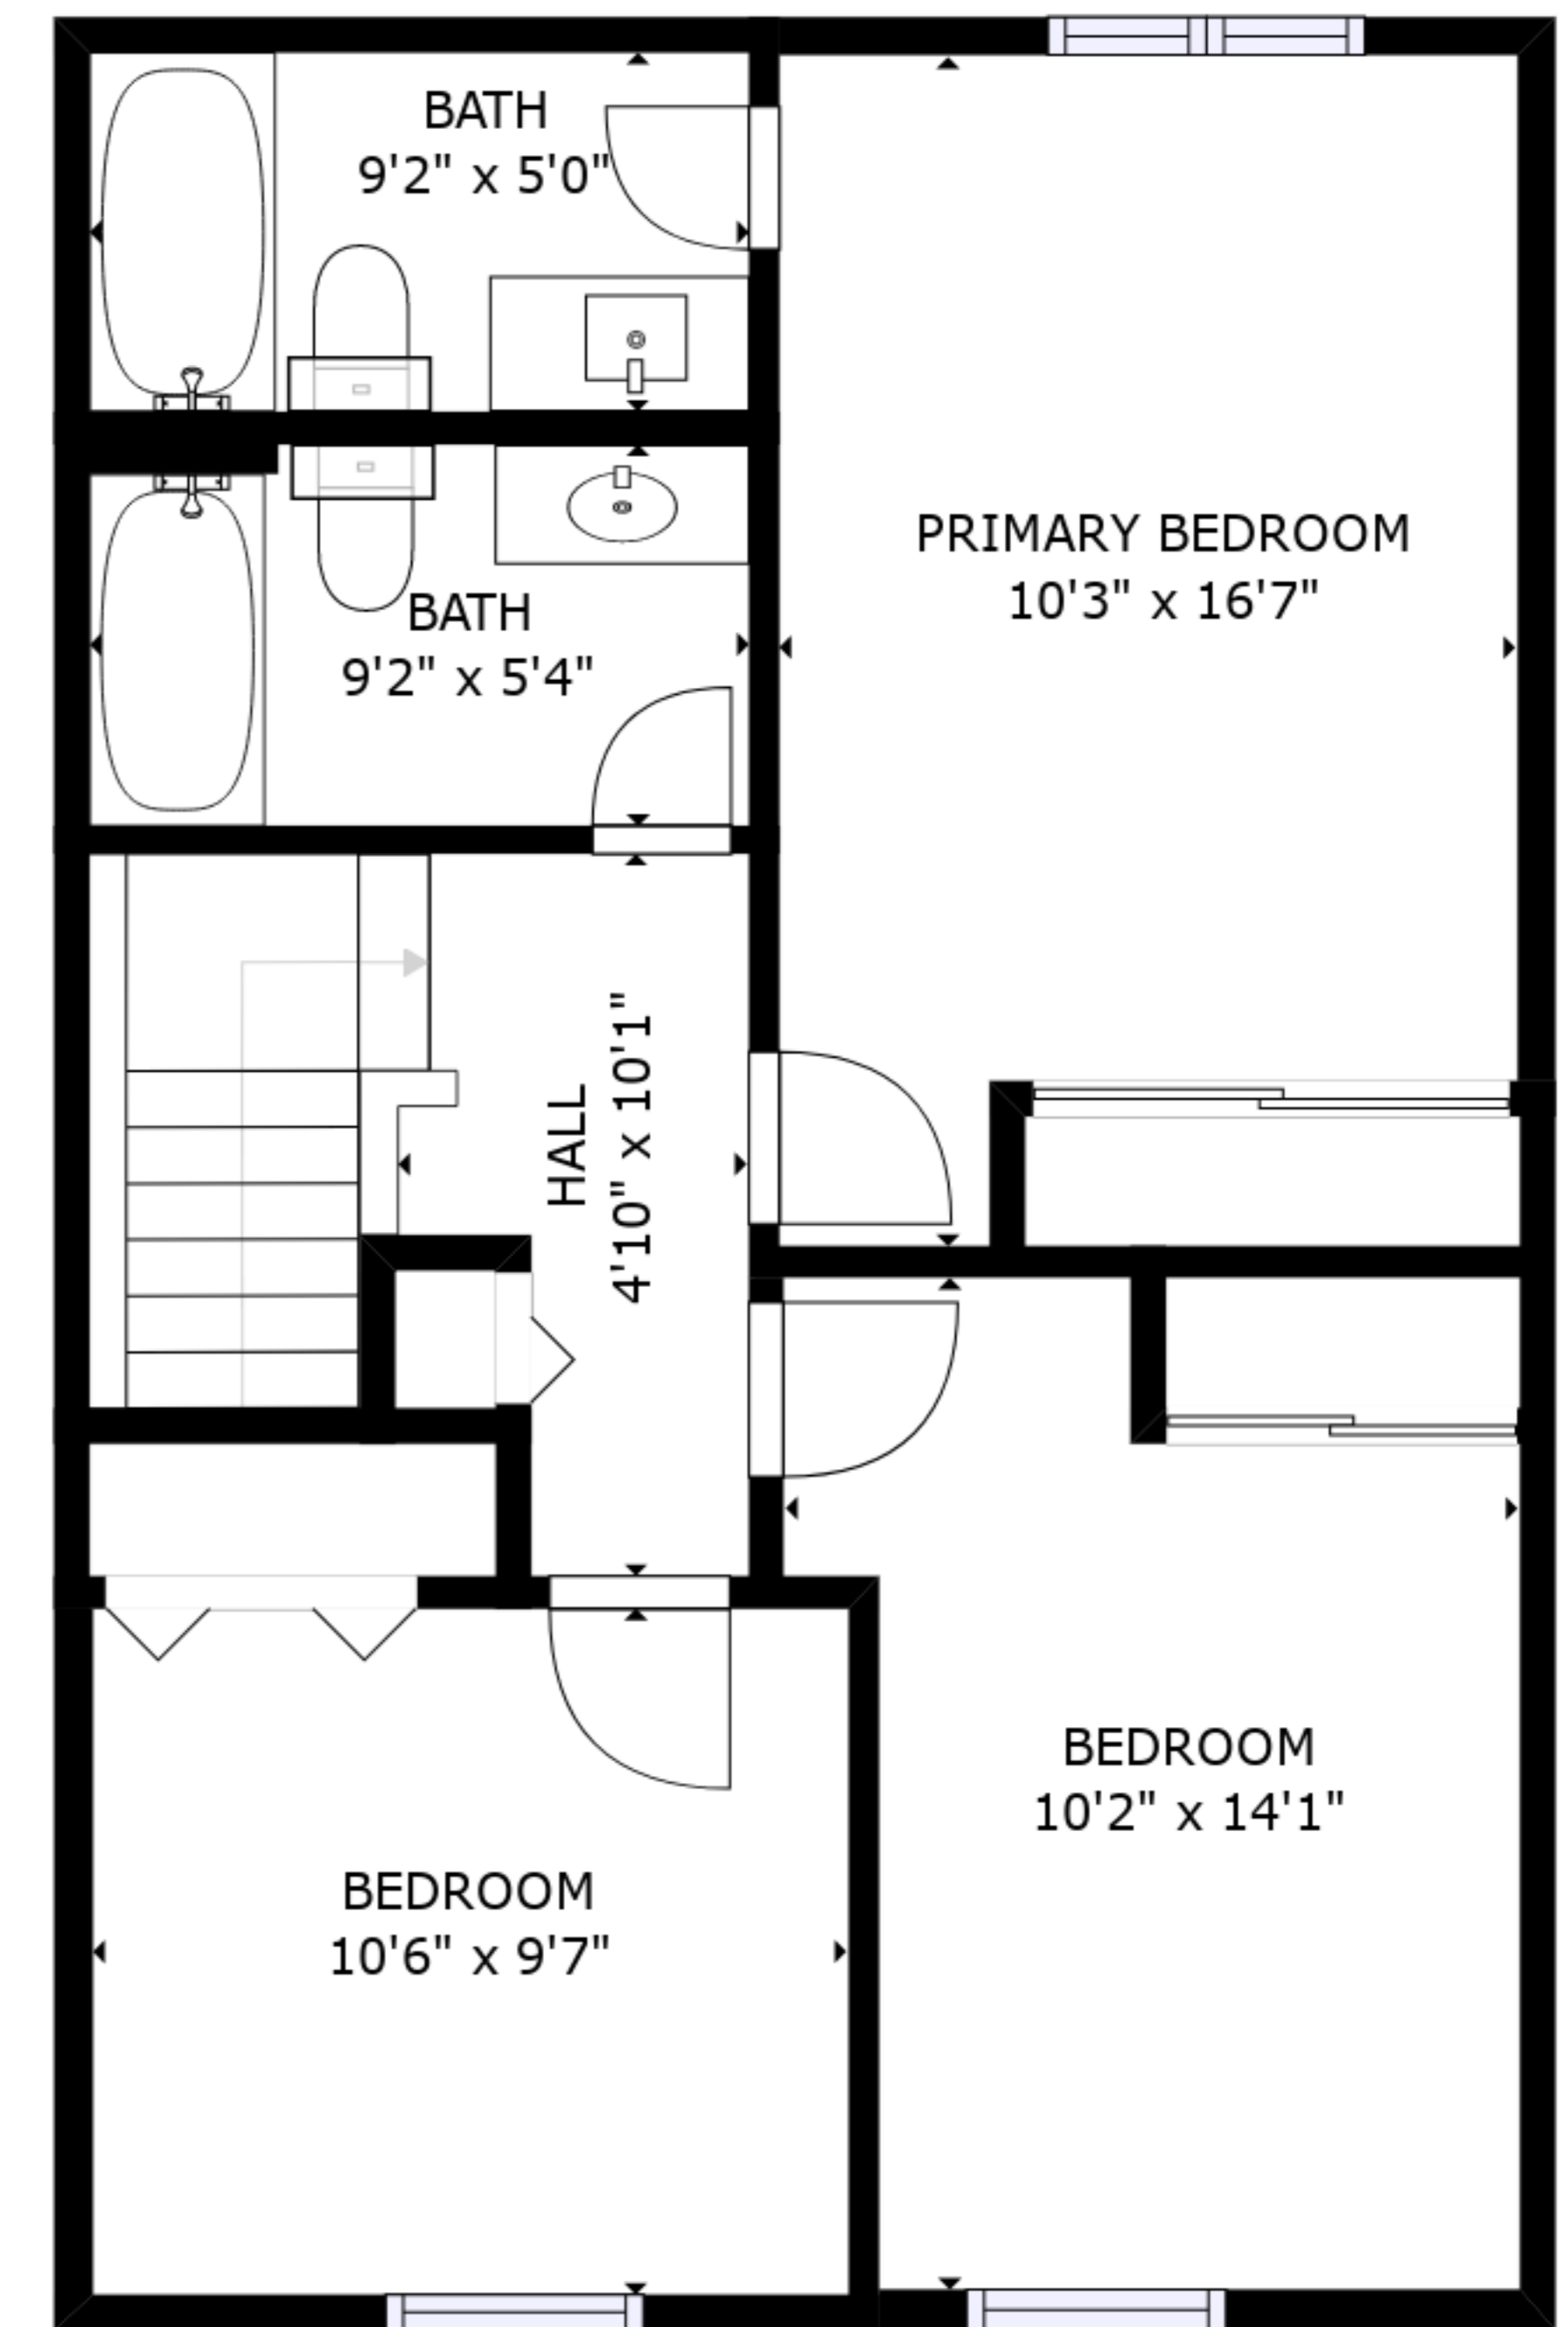 BATH
9'2" x 5'0"
PRIMARY BEDROOM
10'3" x 16'7"
BATH
9'2" x 5'4"
HALL
4'10" x 10'1"
BEDROOM
10'2" x 14'1"
BEDROOM
10'6" x 9'7"